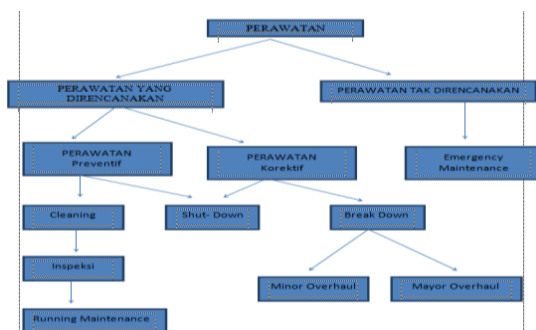 PERAWATAN
PERAWATAN YANG
DIRENCANAKAN
PERAWATAN TAK DIRENCANAKAN
PERAWATAN
Preventif
PERAWATAN
Korektif
Emergency
Maintenance
Cleaning
Shut- Down
Break Down
Inspeksi
Minor Overhaul
Mayor Overhaul
Running Maintenance